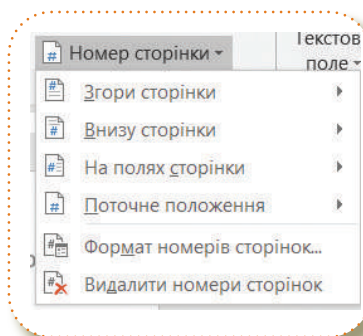 Номер сторінки
Текстов
поле
Згори сторінки
Внизу сторінки
На полях сторінки
Поточне положення
Формат номерів сторінок...
Видалити номери сторінок